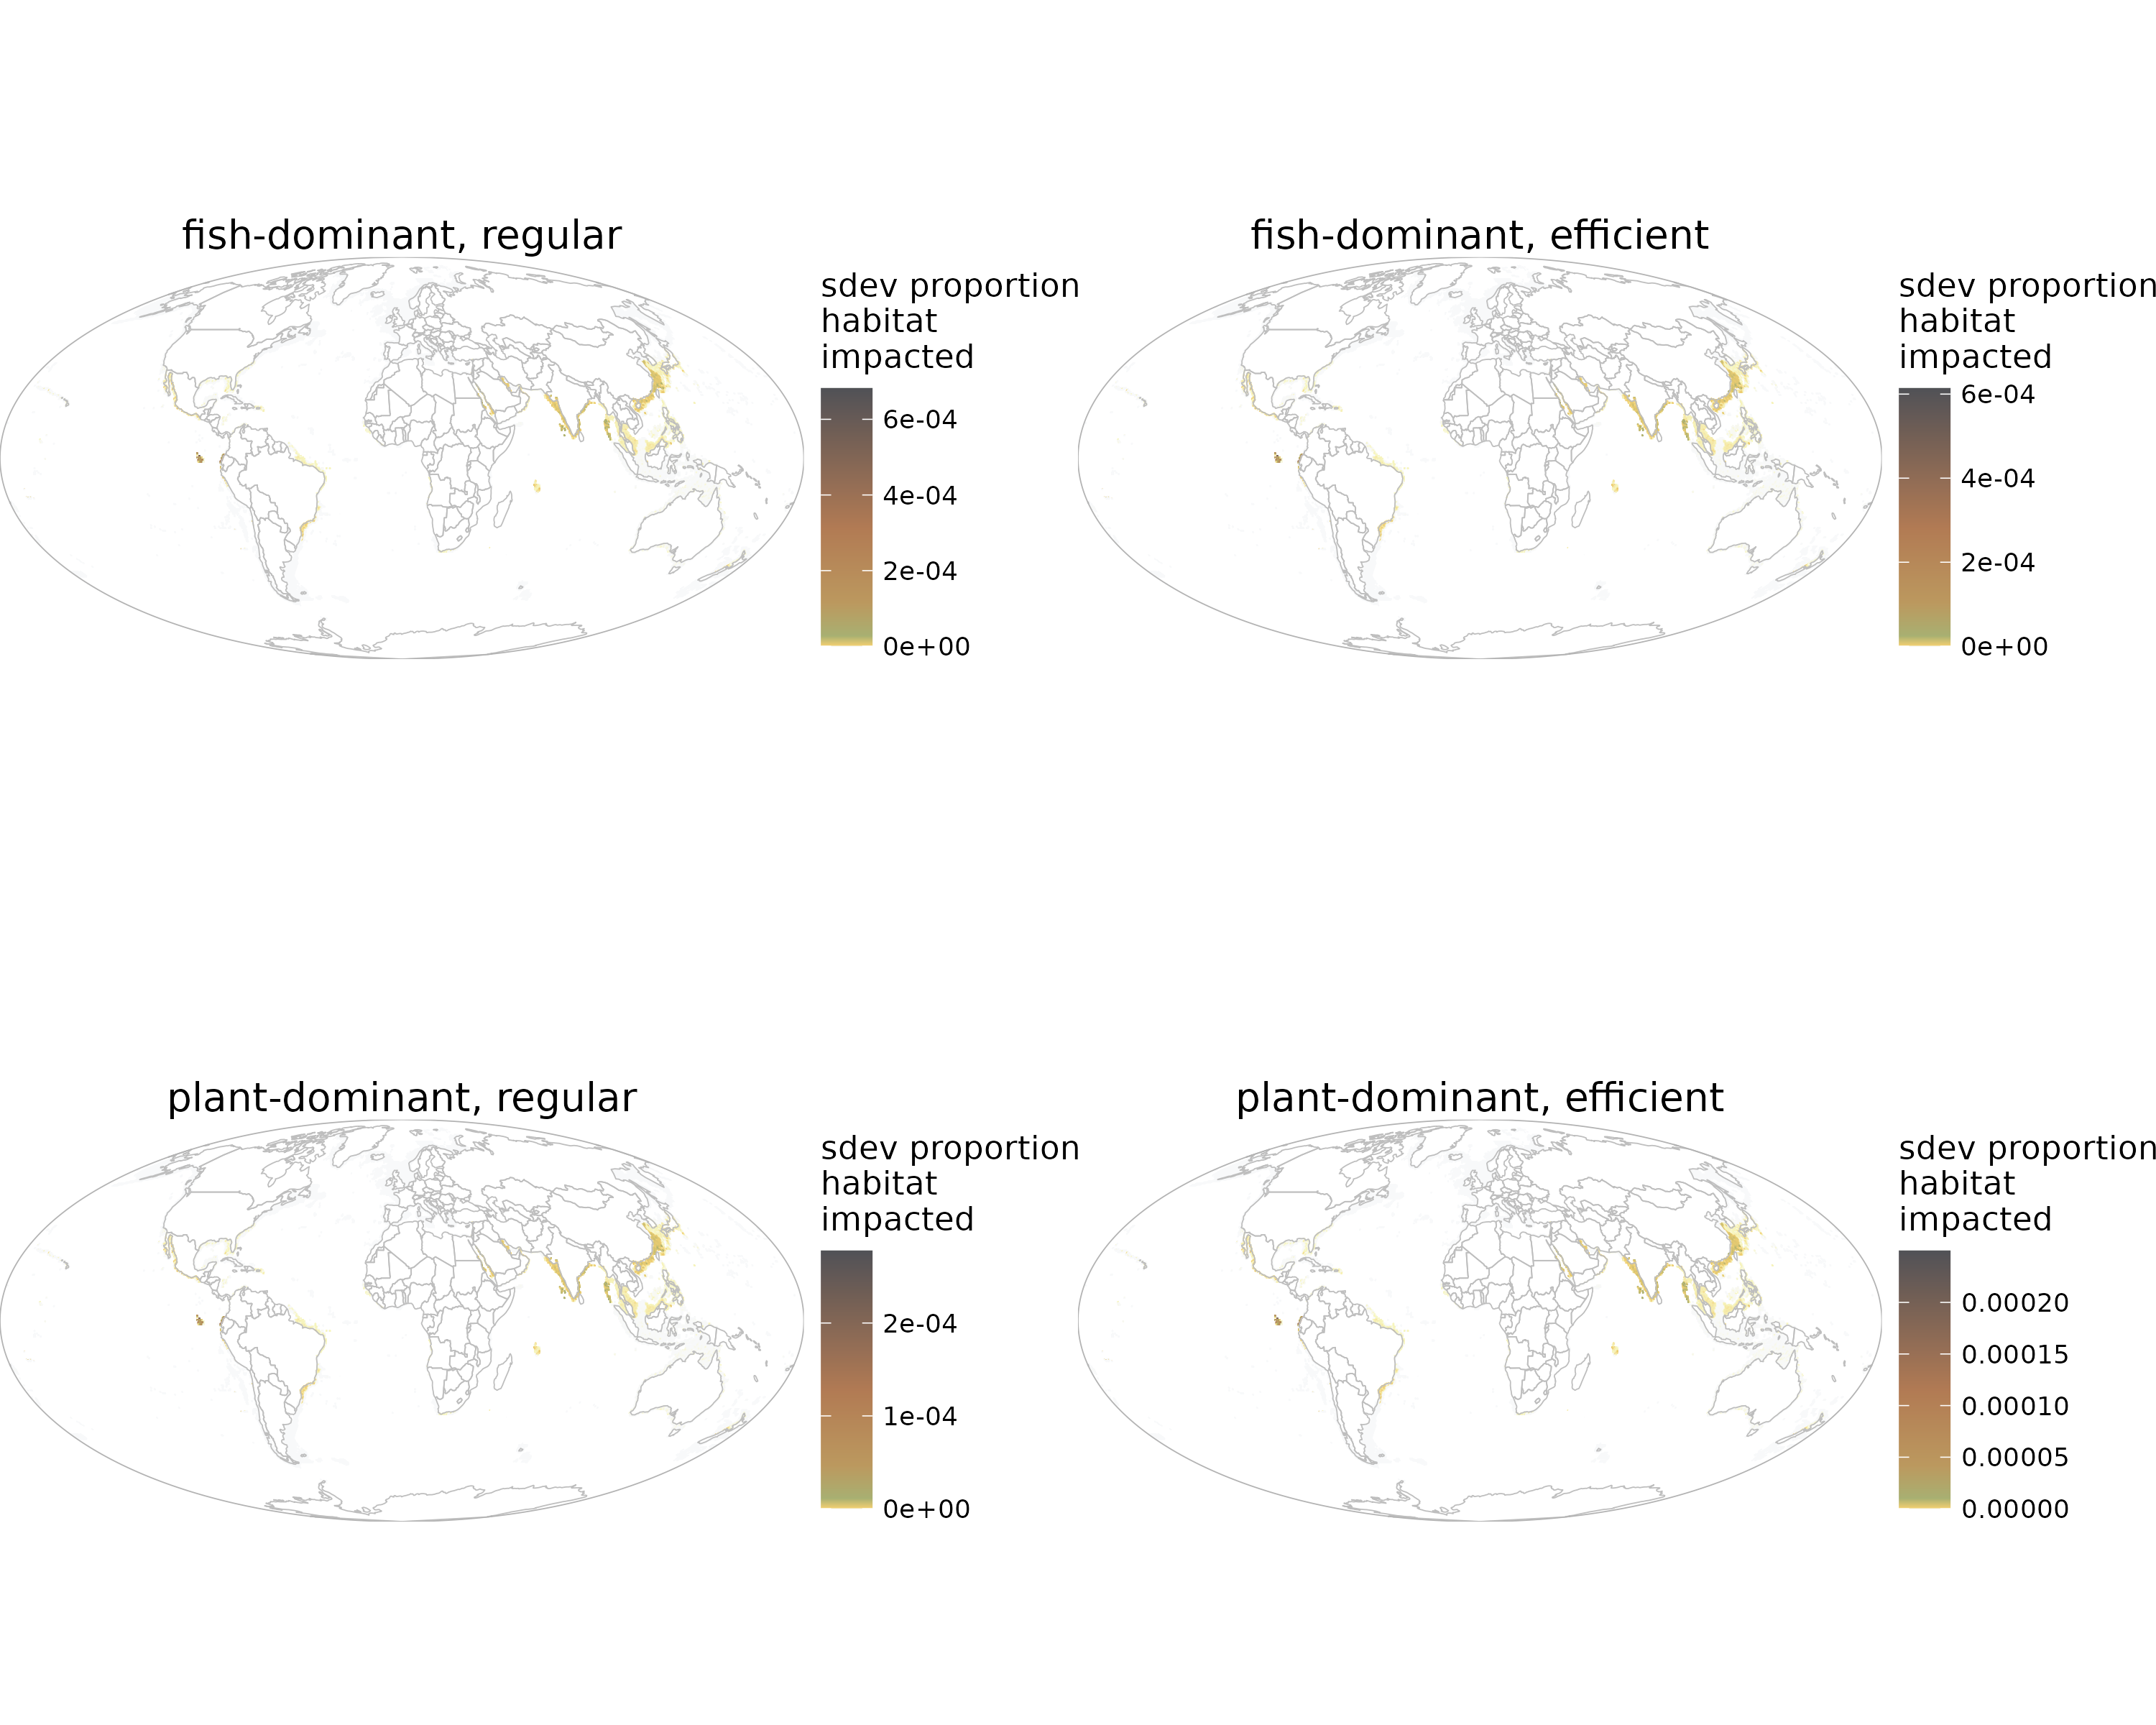 fish-dominant, regular
sdev proportion
habitat
impacted
6e-04
4e-04
2e-04
0e+00
fish-dominant, efficient
sdev proportion
habitat
impacted
6e-04
4e-04
2e-04
0e+00
plant-dominant, regular
sdev proportion
habitat
impacted
2e-04
1e-04
0e+00
plant-dominant, efficient
sdev proportion
habitat
impacted
0.00020
0.00015
0.00010
0.00005
0.00000